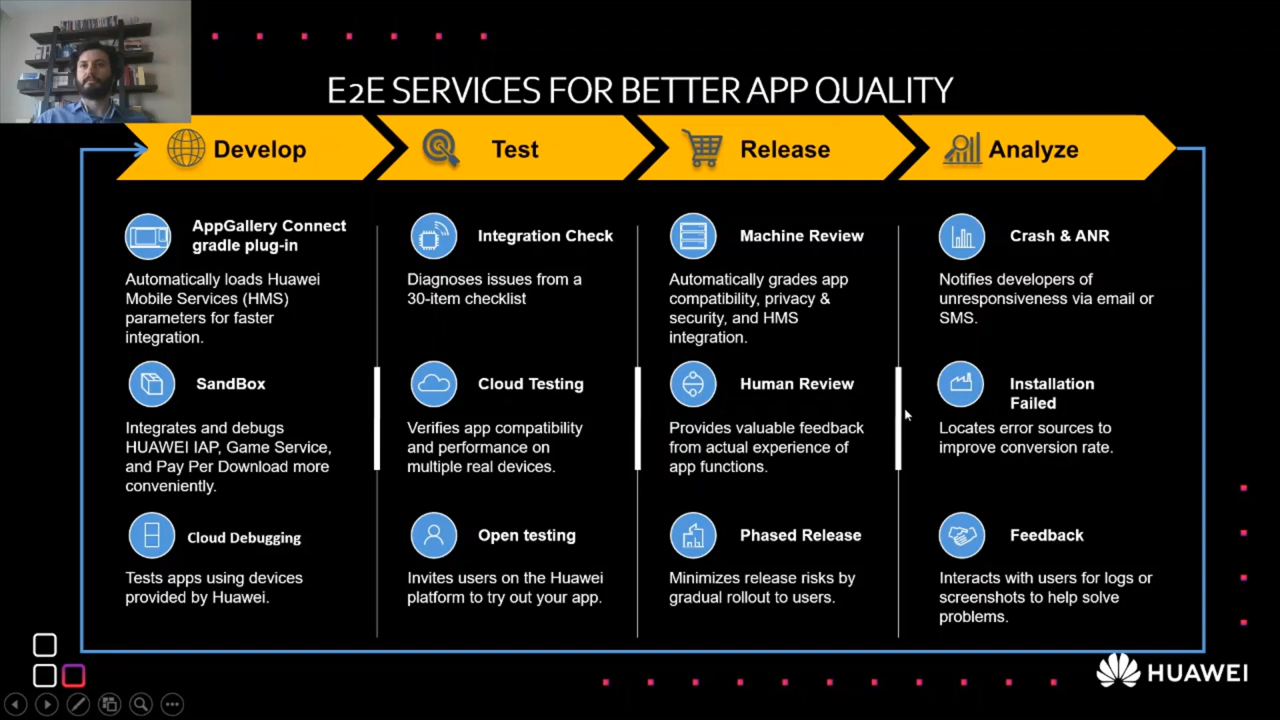 E2E SERVICES FOR BETTER APP QUALITY
Develop
Test
Release
Analyze
AppGallery Connect
gradle plug-in
Automatically loads Huawei
Mobile Services (HMS)
parameters for faster
integration.
SandBox
Integrates and debugs
HUAWEI IAP, Game Service,
and Pay Per Download more
conveniently.
Cloud Debugging
Tests apps using devices
provided by Huawei.
Integration Check
Diagnoses issues from a
30-item checklist
Cloud Testing
Verifies app compatibility
and performance on
multiple real devices.
Open testing
Invites users on the Huawei
platform to try out your app.
Machine Review
Automatically grades app
compatibility, privacy &
security, and HMS
integration.
Human Review
Provides valuable feedback
from actual experience of
app functions.
Phased Release
Minimizes release risks by
gradual rollout to users.
Crash & ANR
Notifies developers of
unresponsiveness via email or
SMS.
Installation
Failed
Locates error sources to
improve conversion rate.
Feedback
Interacts with users for logs or
screenshots to help solve
problems.
HUAWEI